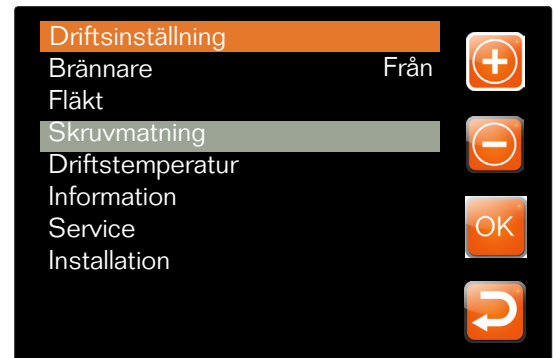 Driftsinställning
Brännare Från
Fläkt
Skruvmatning
Driftstemperatur
Information
Service
OK
Installation